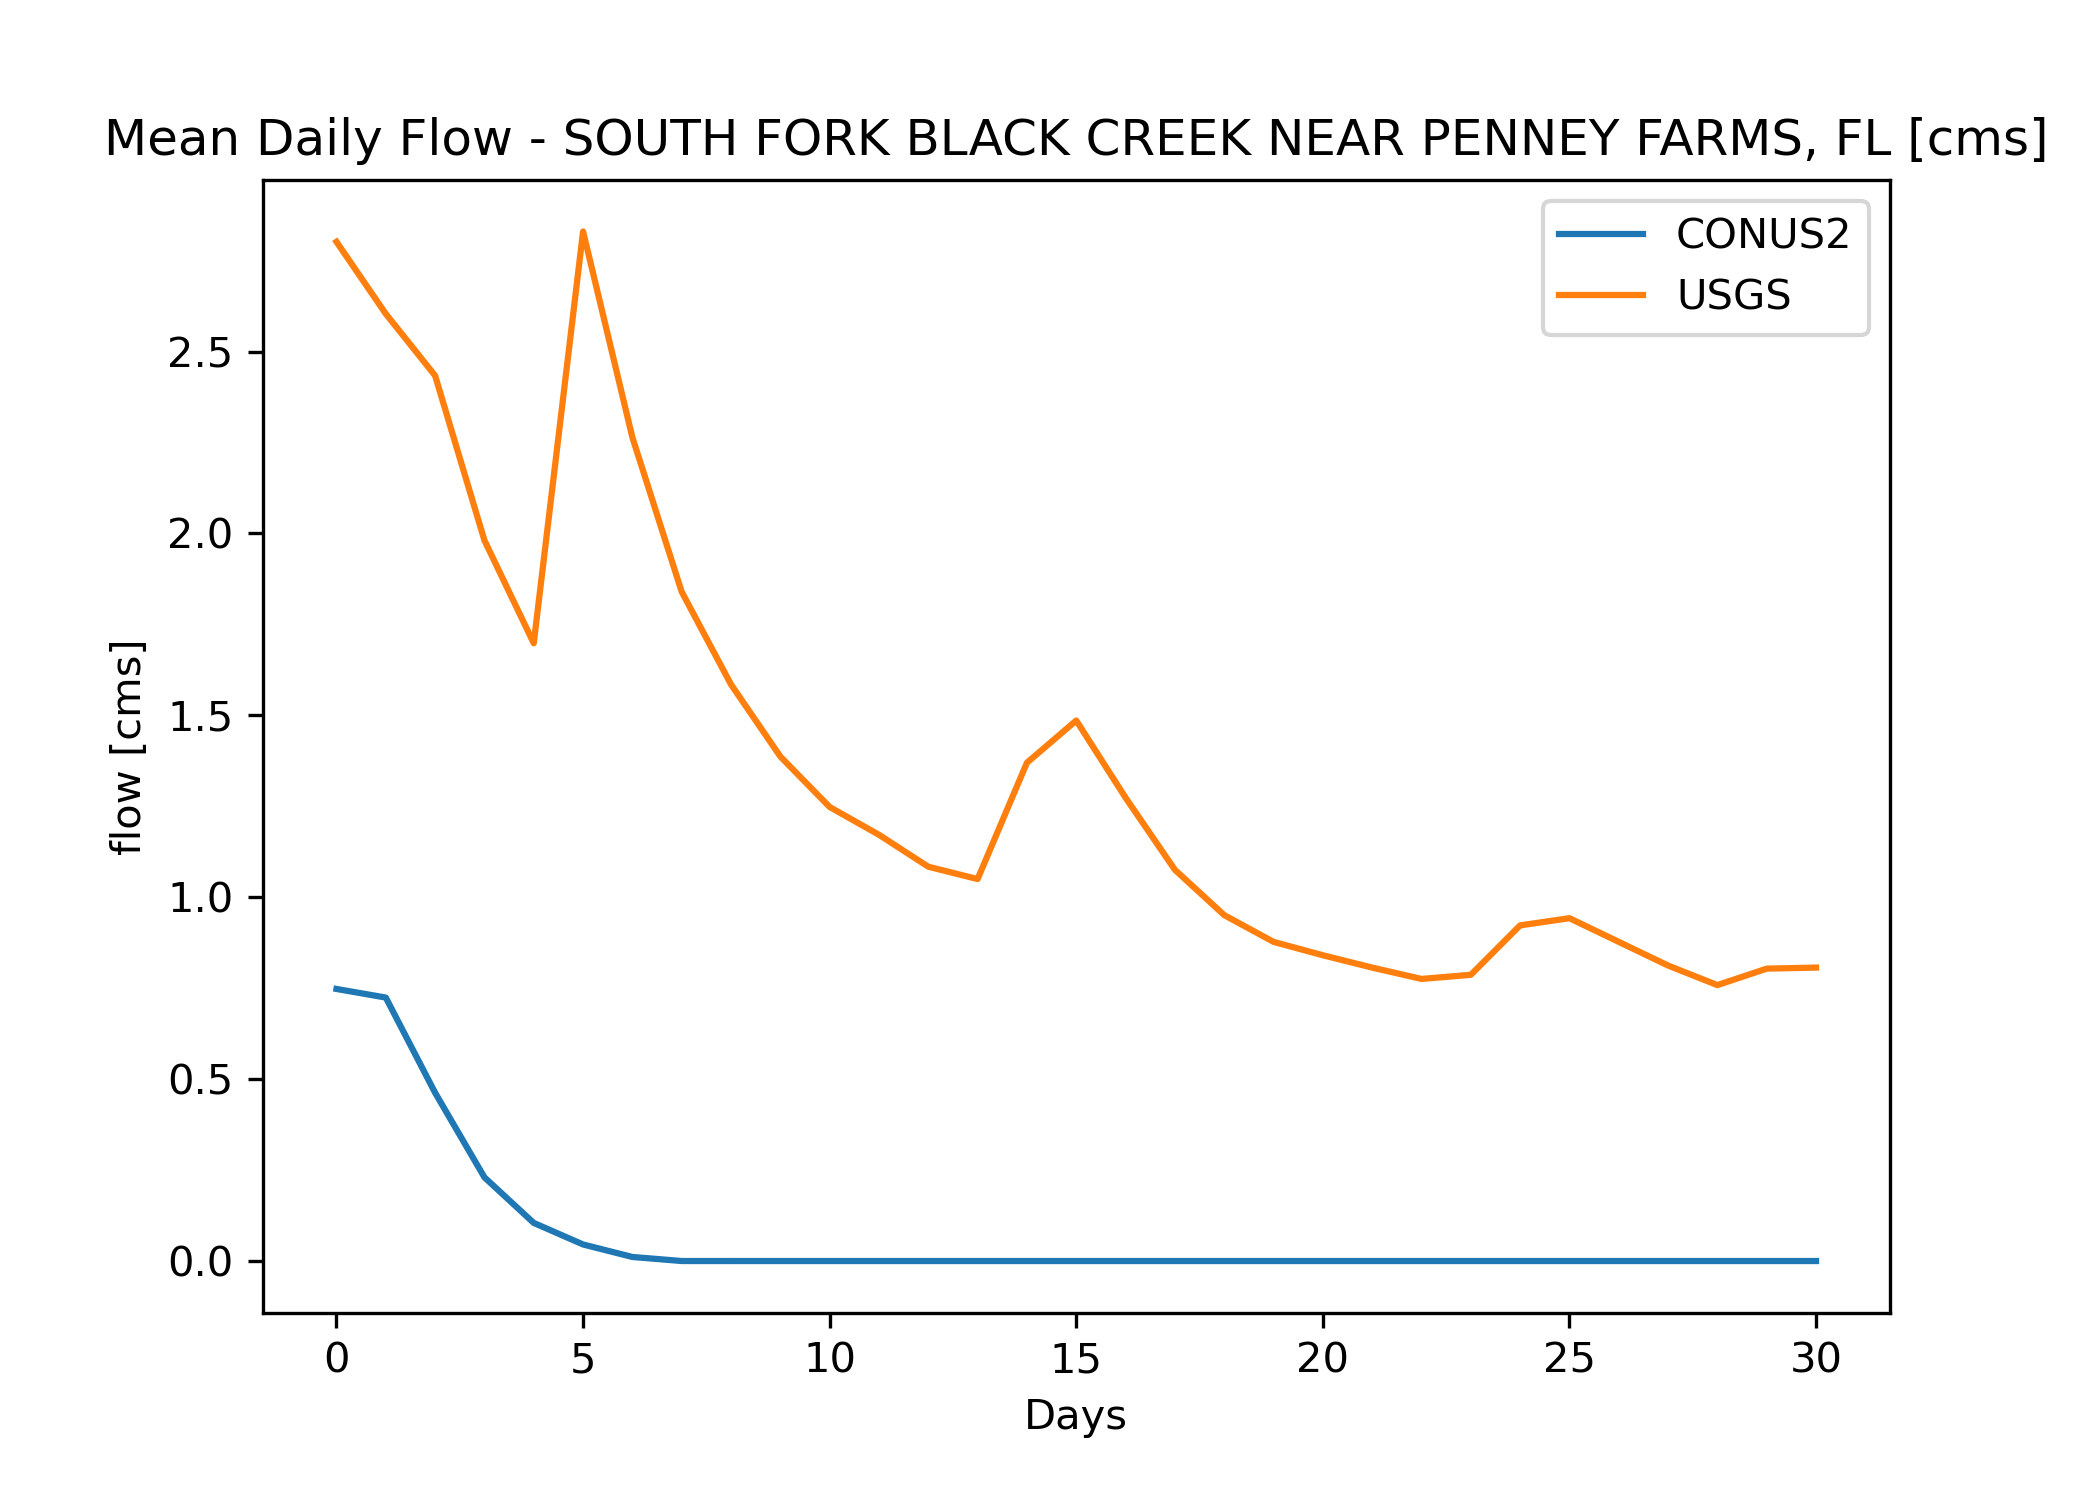 Mean Daily Flow - SOUTH FORK BLACK CREEK NEAR PENNEY FARMS, FL [cms]
CONUS2
USGS
flow [cms]
2.5
2.0
1.5
1.0
0.5
0.0
0 5 10 15 20 25 30
Days